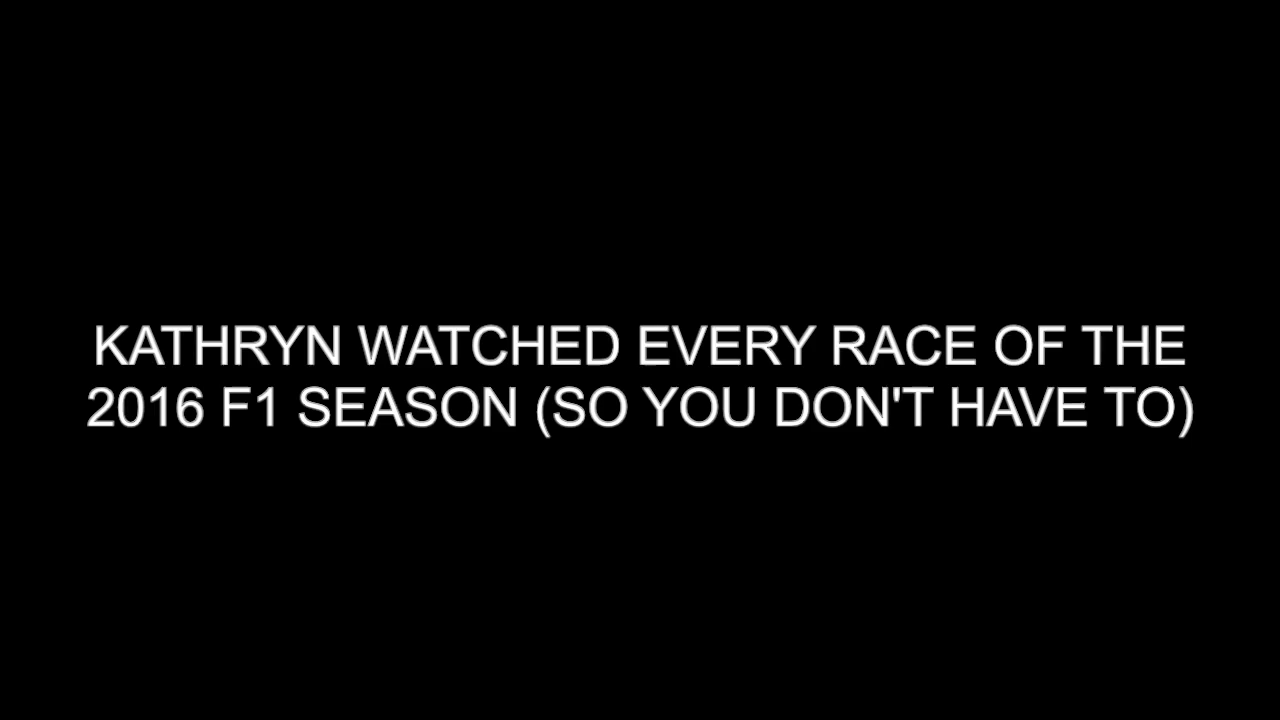 KATHRYN WATCHED EVERY RACE OF THE
2016 F1 SEASON (SO YOU DON'T HAVE TO)